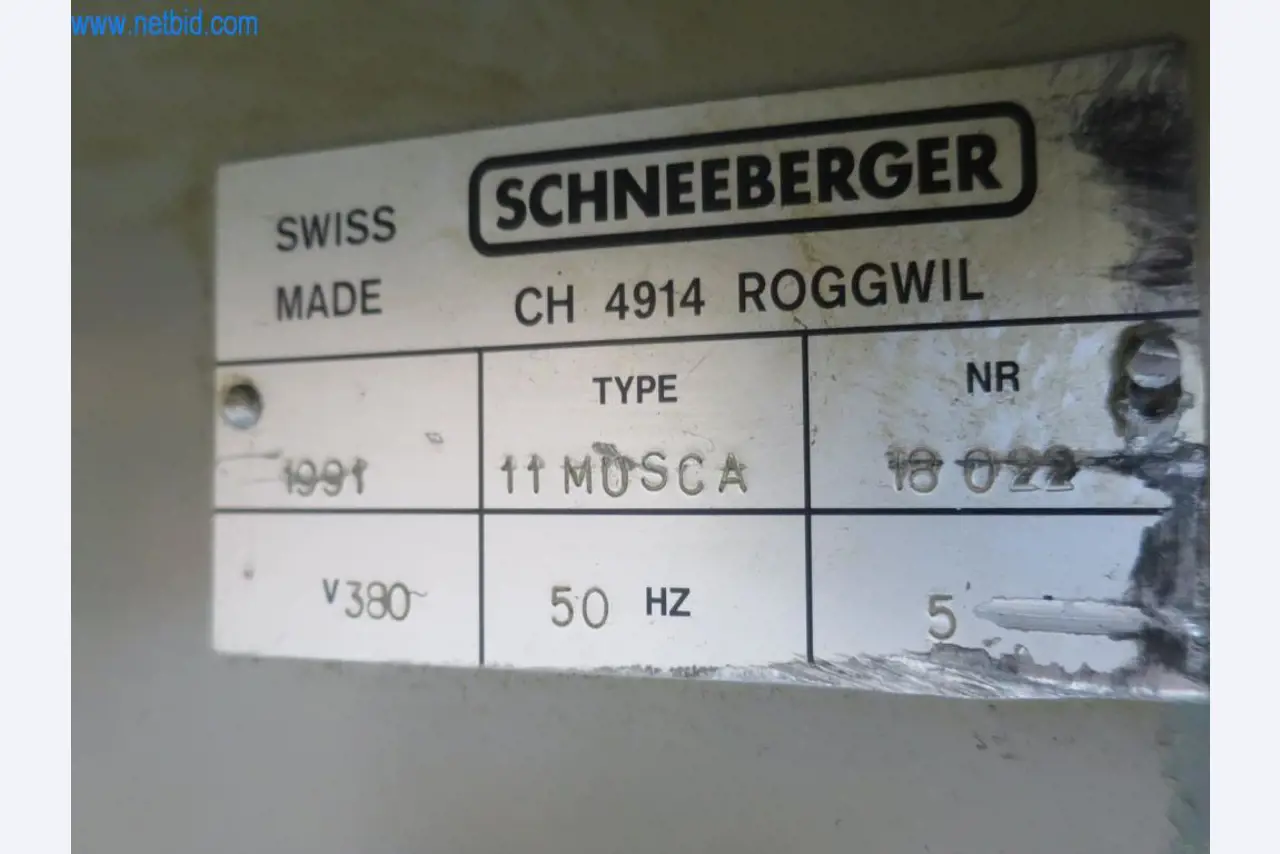 www.netbid.com
SCHNEEBERGER
SWISS
MADE
CH 4914 ROGGWIL
TYPE
NR
1991
11 MUSCA
18 022
V 380~
50 HZ
5